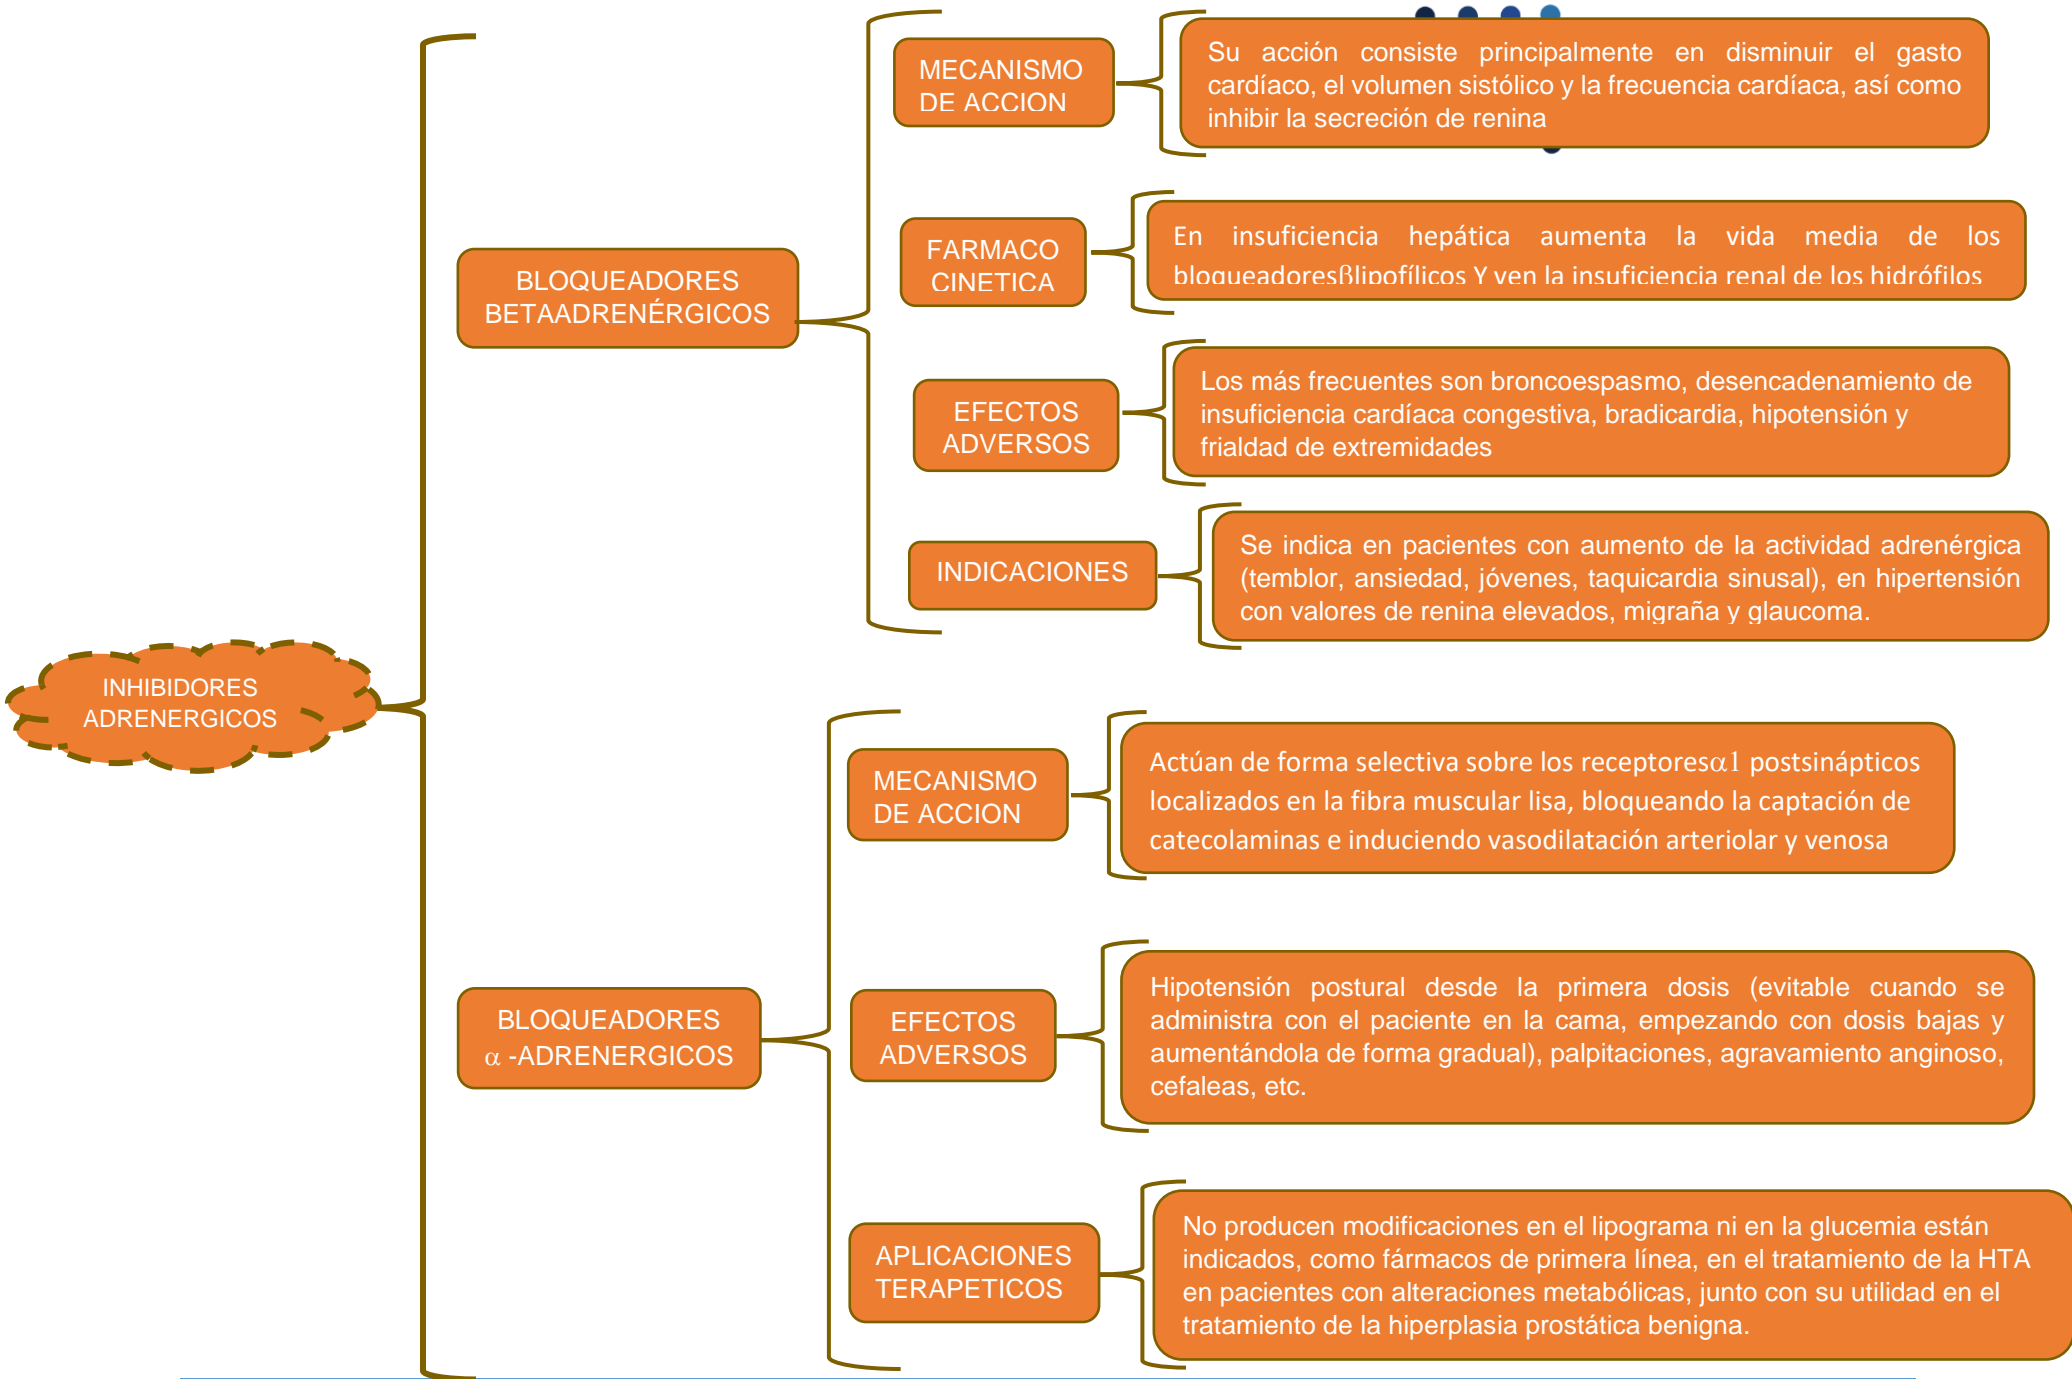 INHIBIDORES
ADRENERGICOS
BLOQUEADORES
BETAADRENÉRGICOS
MECANISMO
DE ACCION
Su acción consiste principalmente en disminuir el gasto
cardíaco, el volumen sistólico y la frecuencia cardíaca, así como
inhibir la secreción de renina
FARMACO
CINETICA
En insuficiencia hepática aumenta la vida media de los
bloqueadoresβlipofílicos Y ven la insuficiencia renal de los hidrófilos
EFECTOS
ADVERSOS
Los más frecuentes son broncoespasmo, desencadenamiento de
insuficiencia cardíaca congestiva, bradicardia, hipotensión y
frialdad de extremidades
INDICACIONES
Se indica en pacientes con aumento de la actividad adrenérgica
(temblor, ansiedad, jóvenes, taquicardia sinusal), en hipertensión
con valores de renina elevados, migraña y glaucoma.
BLOQUEADORES
α -ADRENERGICOS
MECANISMO
DE ACCION
Actúan de forma selectiva sobre los receptoresα1 postsinápticos
localizados en la fibra muscular lisa, bloqueando la captación de
catecolaminas e induciendo vasodilatación arteriolar y venosa
EFECTOS
ADVERSOS
Hipotensión postural desde la primera dosis (evitable cuando se
administra con el paciente en la cama, empezando con dosis bajas y
aumentándola de forma gradual), palpitaciones, agravamiento anginoso,
cefaleas, etc.
APLICACIONES
TERAPETICOS
No producen modificaciones en el lipograma ni en la glucemia están
indicados, como fármacos de primera línea, en el tratamiento de la HTA
en pacientes con alteraciones metabólicas, junto con su utilidad en el
tratamiento de la hiperplasia prostática benigna.